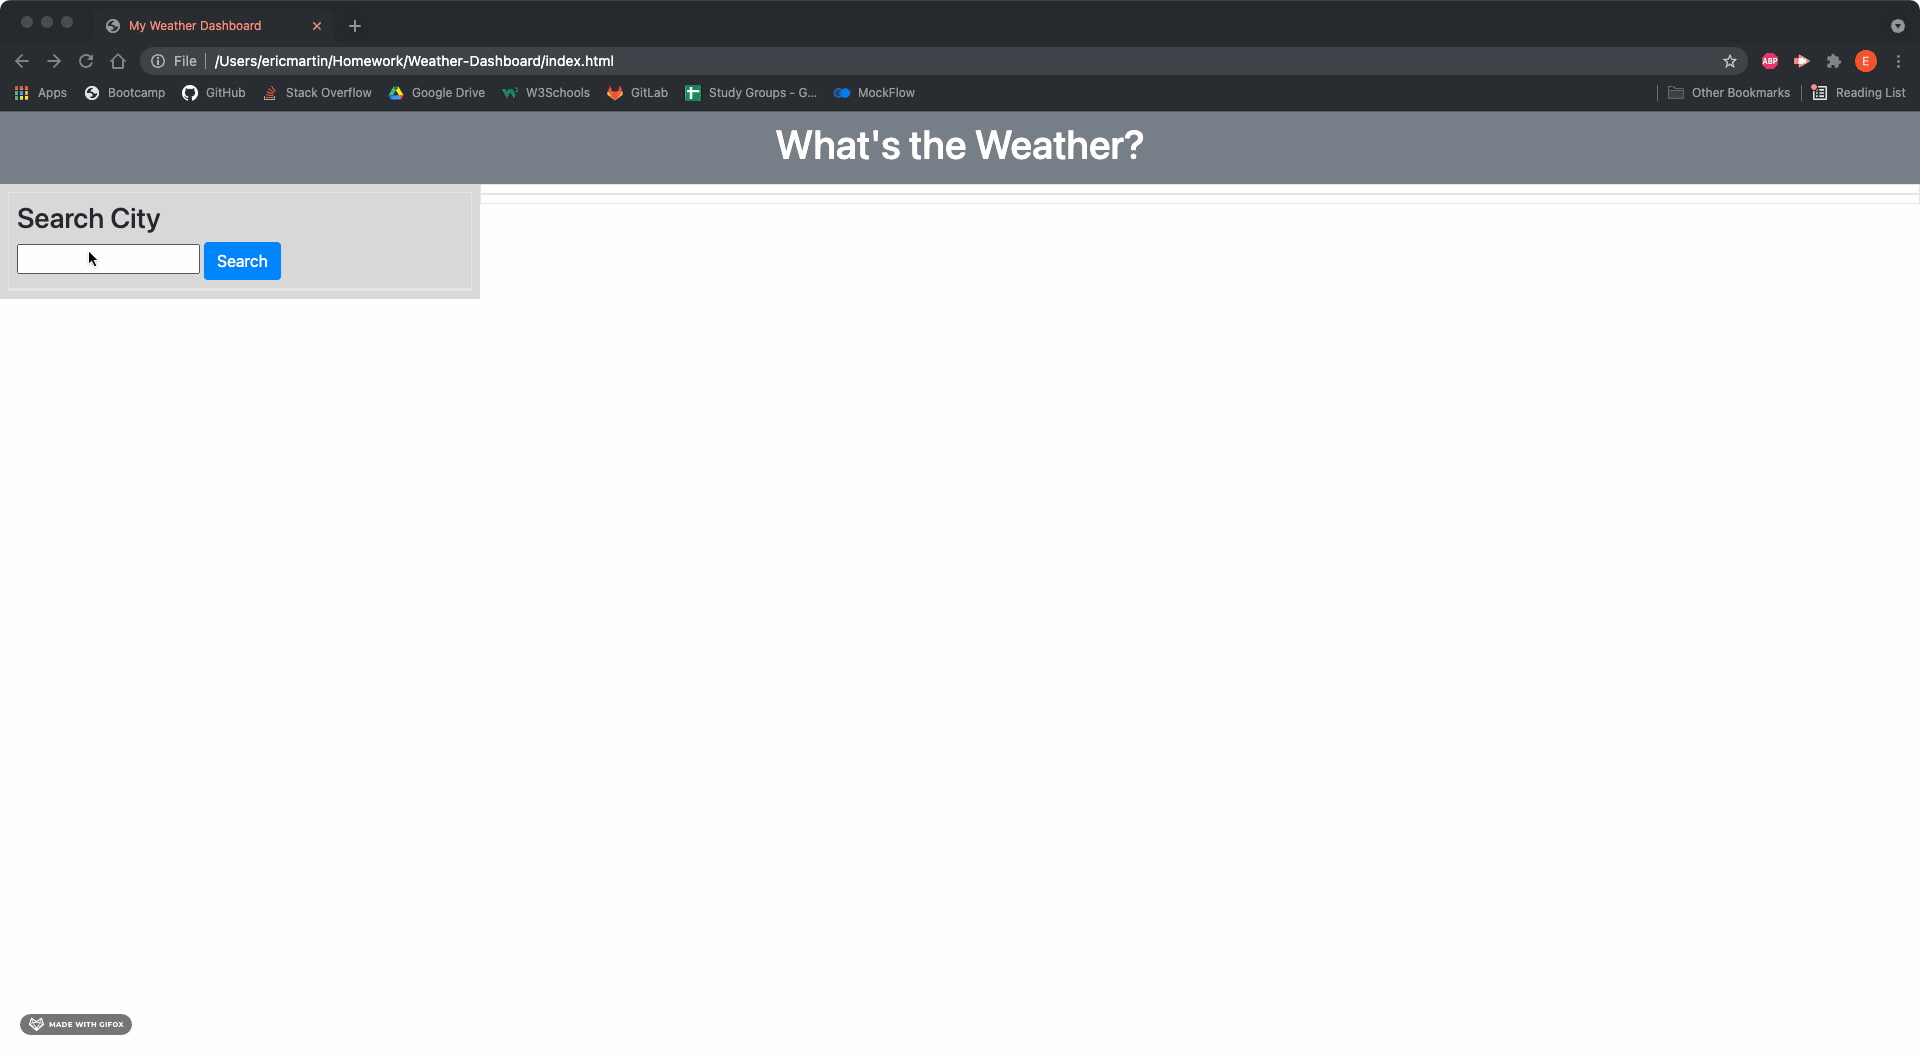 My Weather Dashboard
File /Users/ericmartin/Homework/Weather-Dashboard/index.html ABP E
Apps Bootcamp GitHub Stack Overflow Google Drive W3Schools GitLab Study Groups - G... MockFlow Other Bookmarks Reading List
What's the Weather?
Search City
Search
MADE WITH GIFOX